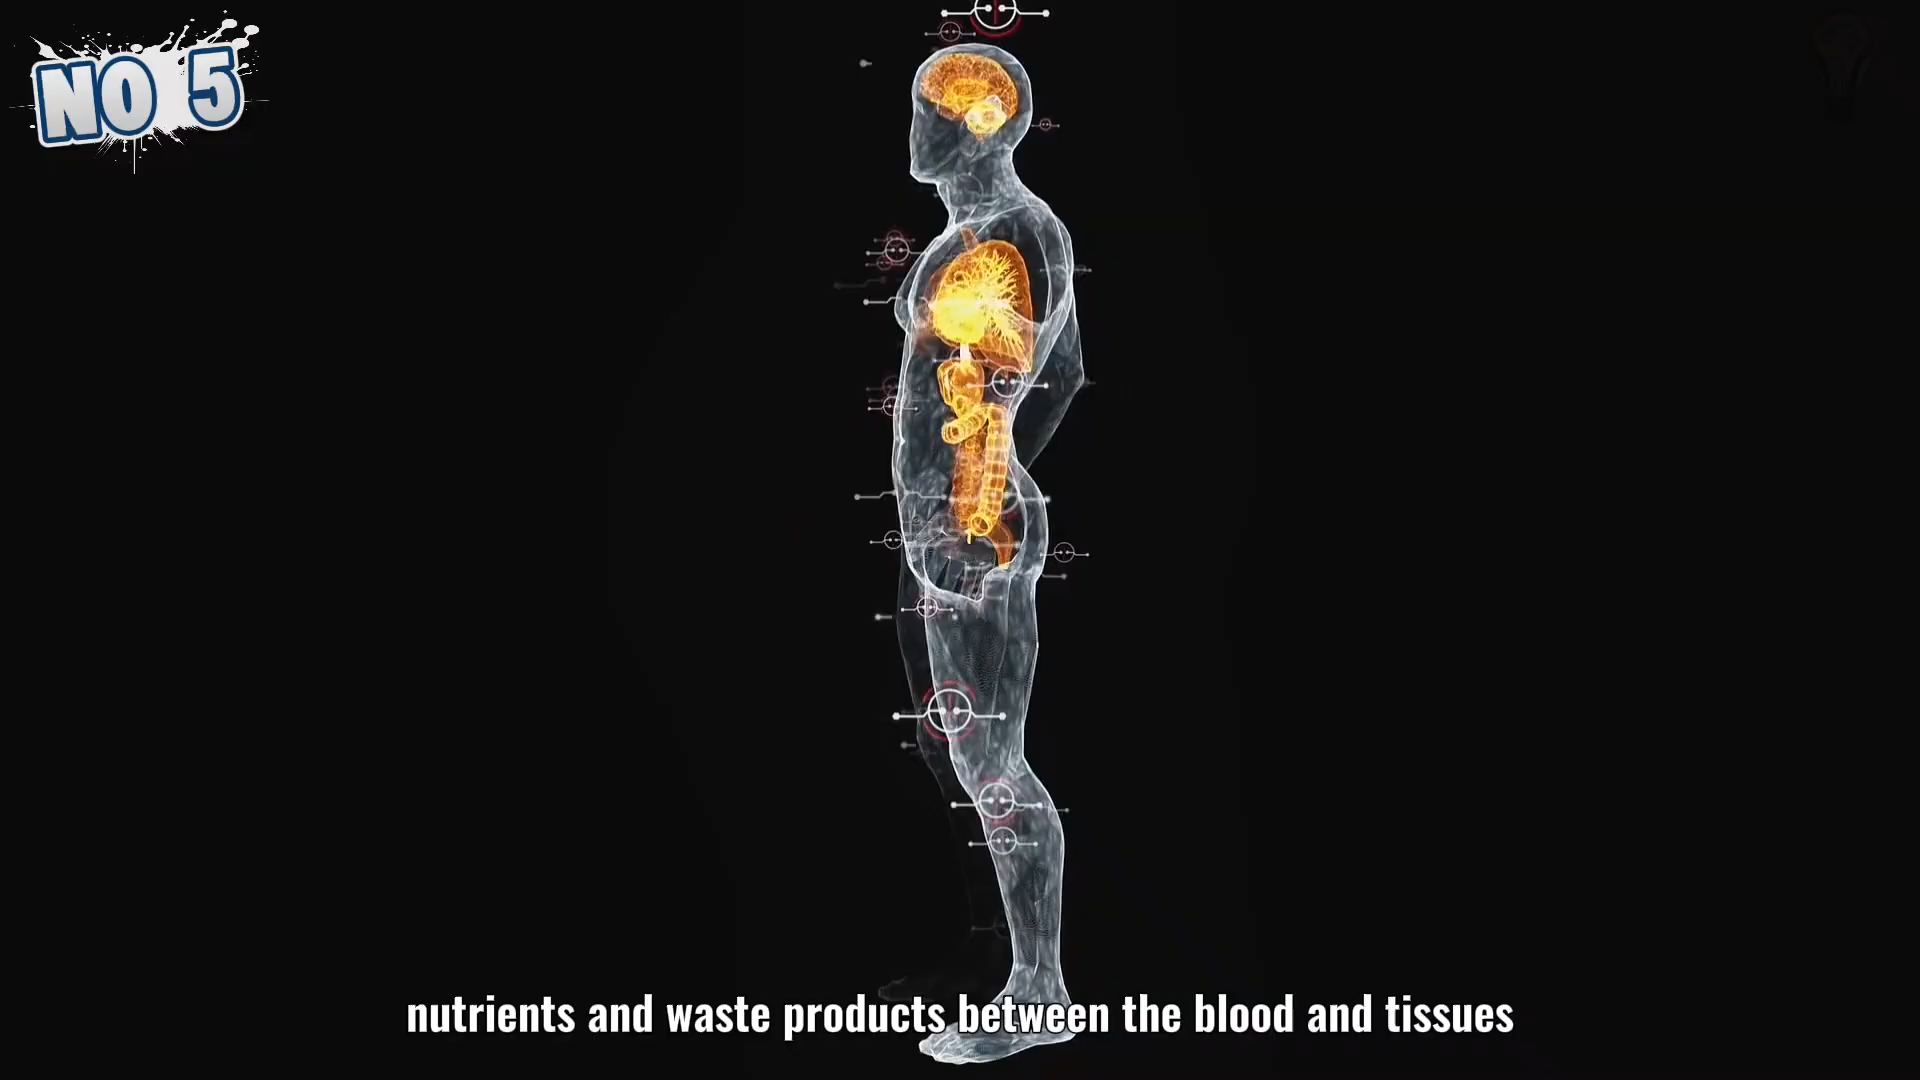 NO 5
nutrients and waste products between the blood and tissues